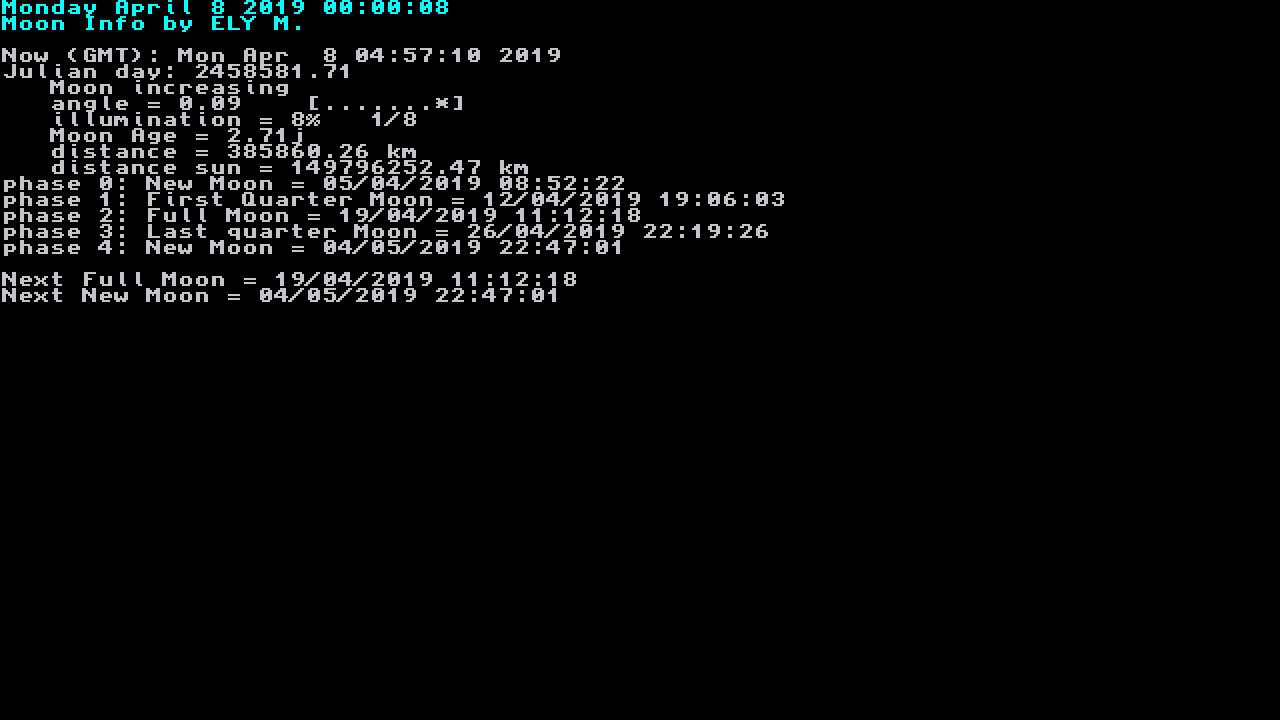 Monday April 8 2019 00:00:08
Moon Info by ELY M.
Now (GMT): Mon Apr  8 04:57:10 2019
Julian day: 2458581.71
Moon increasing
angle = 0.09    [.......*]
illumination = 8%   1/8
Moon Age = 2.71j
distance = 385860.26 km
distance sun = 149796252.47 km
phase 0: New Moon = 05/04/2019 08:52:22
phase 1: First Quarter Moon = 12/04/2019 19:06:03
phase 2: Full Moon = 19/04/2019 11:12:18
phase 3: Last quarter Moon = 26/04/2019 22:19:26
phase 4: New Moon = 04/05/2019 22:47:01
Next Full Moon = 19/04/2019 11:12:18
Next New Moon = 04/05/2019 22:47:01